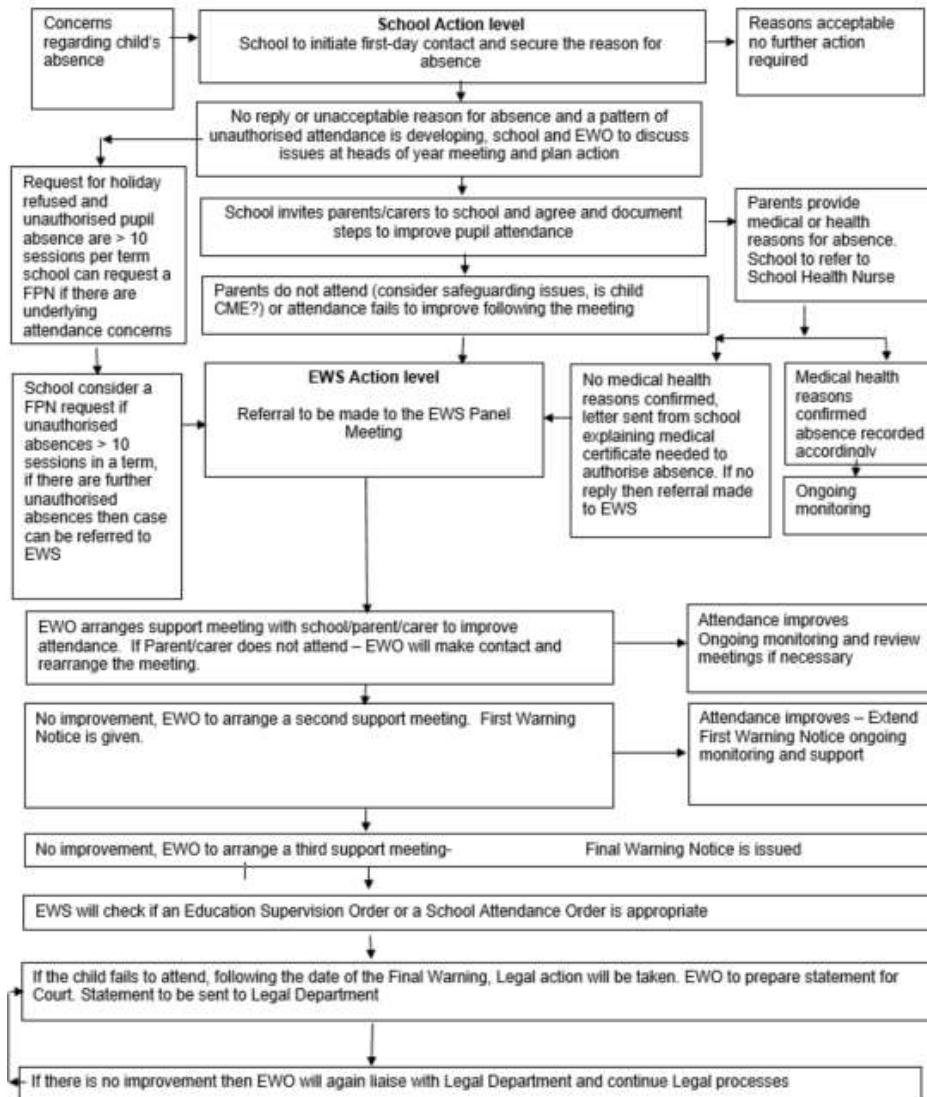 Concerns
regarding child's
absence
School Action level
School to initiate first-day contact and secure the reason for
absence
Reasons acceptable
no further action
required
No reply or unacceptable reason for absence and a pattern of
unauthorised attendance is developing, school and EWO to discuss
issues at heads of year meeting and plan action
Request for holiday
refused and
unauthorised pupil
absence are > 10
sessions per term
school can request a
FPN if there are
underlying
attendance concerns
School invites parents/carers to school and agree and document
steps to improve pupil attendance
Parents provide
medical or health
reasons for absence.
School to refer to
School Health Nurse
Parents do not attend (consider safeguarding issues, is child
CME?) or attendance fails to improve following the meeting
School consider a
FPN request if
unauthorised
absences > 10
sessions in a term,
if there are further
unauthorised
absences then case
can be referred to
EWS
EWS Action level
Referral to be made to the EWS Panel
Meeting
No medical health
reasons confirmed,
letter sent from school
explaining medical
certificate needed to
authorise absence. If no
reply then referral made
to EWS
Medical health
reasons
confirmed
absence recorded
accordingly
Ongoing
monitoring
EWO arranges support meeting with school/parent/carer to improve
attendance. If Parent/carer does not attend – EWO will make contact and
rearrange the meeting.
Attendance improves
Ongoing monitoring and review
meetings if necessary
No improvement, EWO to arrange a second support meeting. First Warning
Notice is given.
Attendance improves – Extend
First Warning Notice ongoing
monitoring and support
No improvement, EWO to arrange a third support meeting- Final Warning Notice is issued
EWS will check if an Education Supervision Order or a School Attendance Order is appropriate
If the child fails to attend, following the date of the Final Warning, Legal action will be taken. EWO to prepare statement for
Court. Statement to be sent to Legal Department
If there is no improvement then EWO will again liaise with Legal Department and continue Legal processes